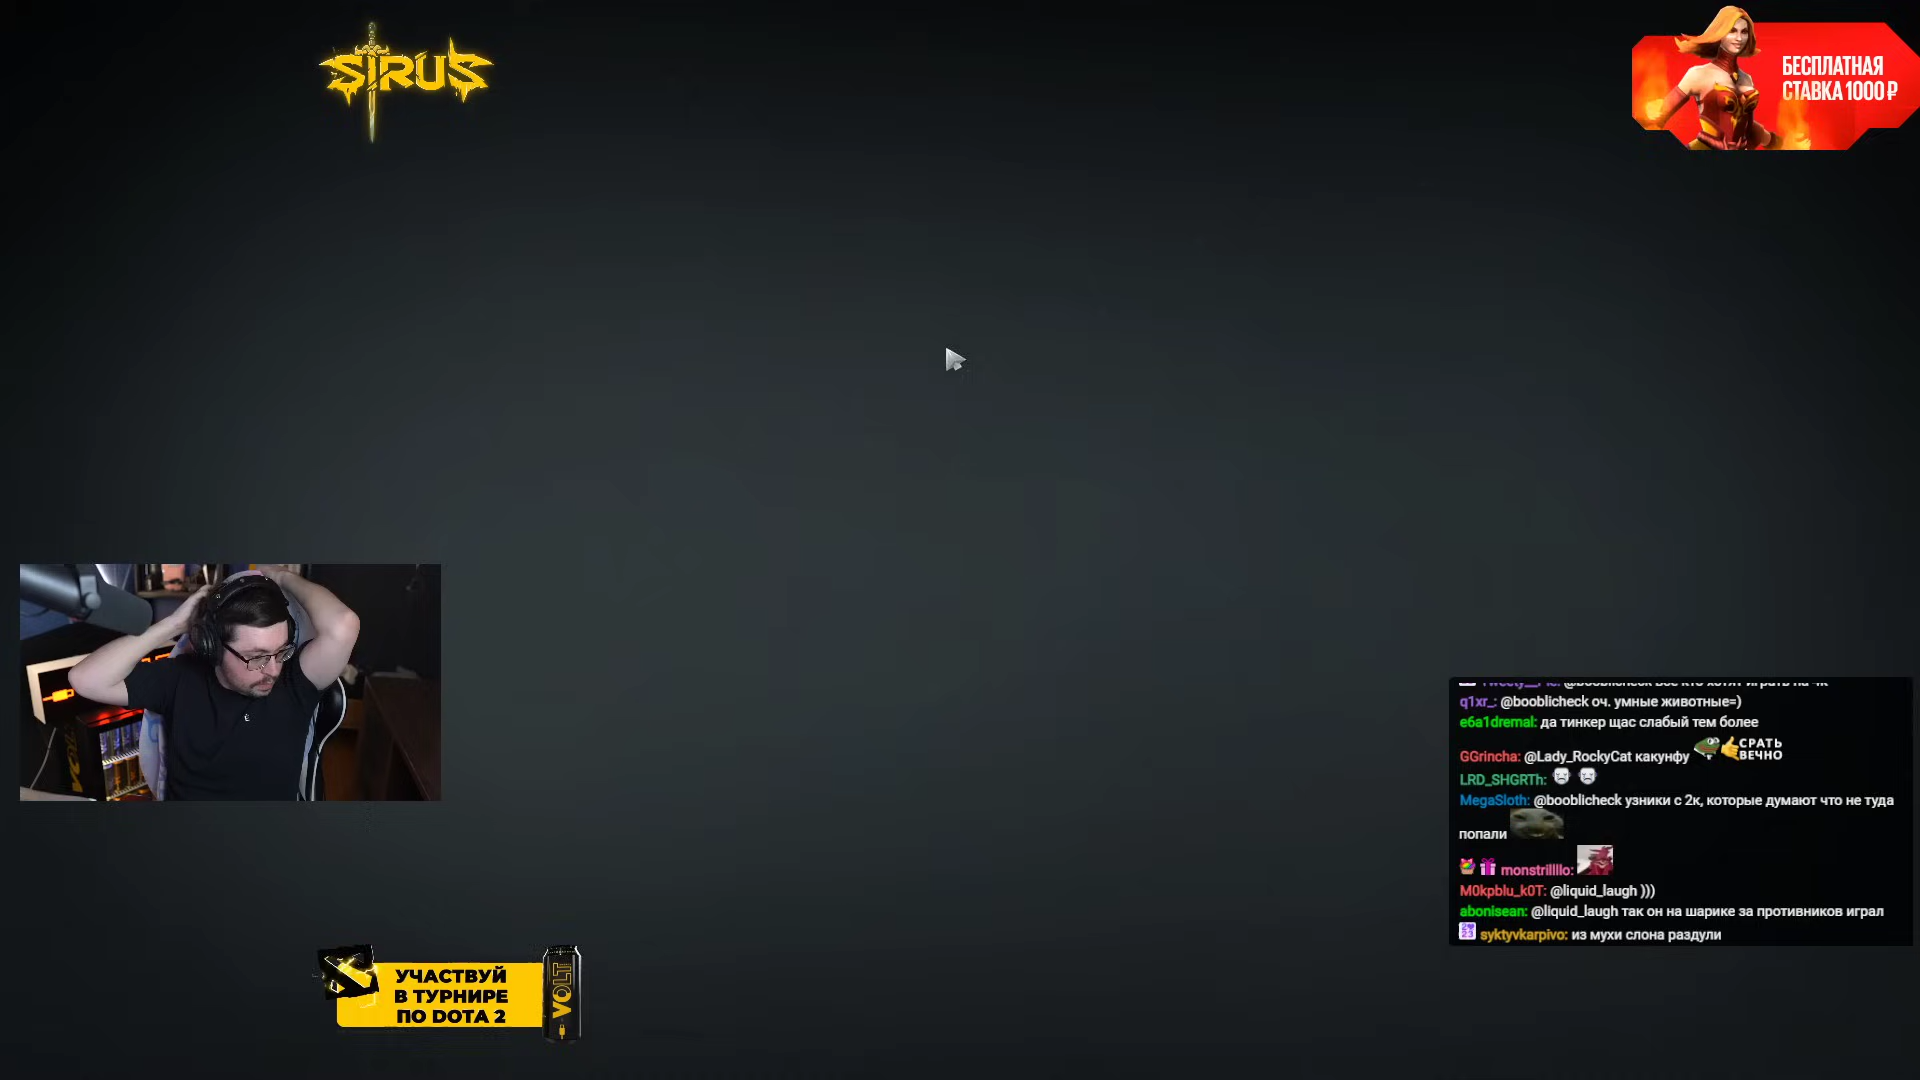 SIRUS
БЕСПЛАТНАЯ
СТАВКА 1000 ₽
q1xr_: @booblicheck оч. умные животные=)
e6a1dremal: да тинкер щас слабый тем более
GGrincha: @Lady_RockyCat какунфу СРАТЬ
ВЕЧНО
LRD_SHGRTh:
MegaSloth: @booblicheck узники с 2к, которые думают что не туда
попали
monstrillllo:
M0kpblu_k0T: @liquid_laugh )))
abonisean: @liquid_laugh так он на шарике за противников играл
syktyvkarpivo: из мухи слона раздули
УЧАСТВУЙ
В ТУРНИРЕ
ПО DOTA 2
VOLT